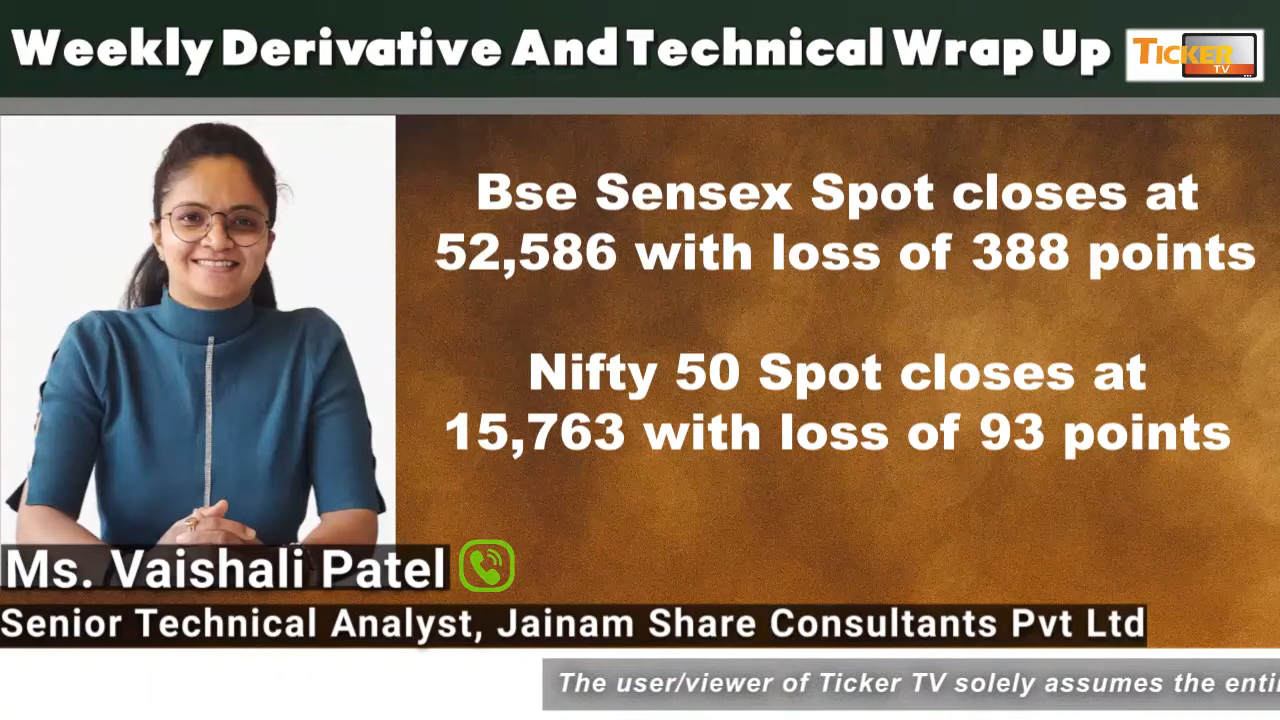 Weekly Derivative And Technical Wrap Up
TICKER
TV
Bse Sensex Spot closes at
52,586 with loss of 388 points
Nifty 50 Spot closes at
15,763 with loss of 93 points
Ms. Vaishali Patel
Senior Technical Analyst, Jainam Share Consultants Pvt Ltd
The user/viewer of Ticker TV solely assumes the